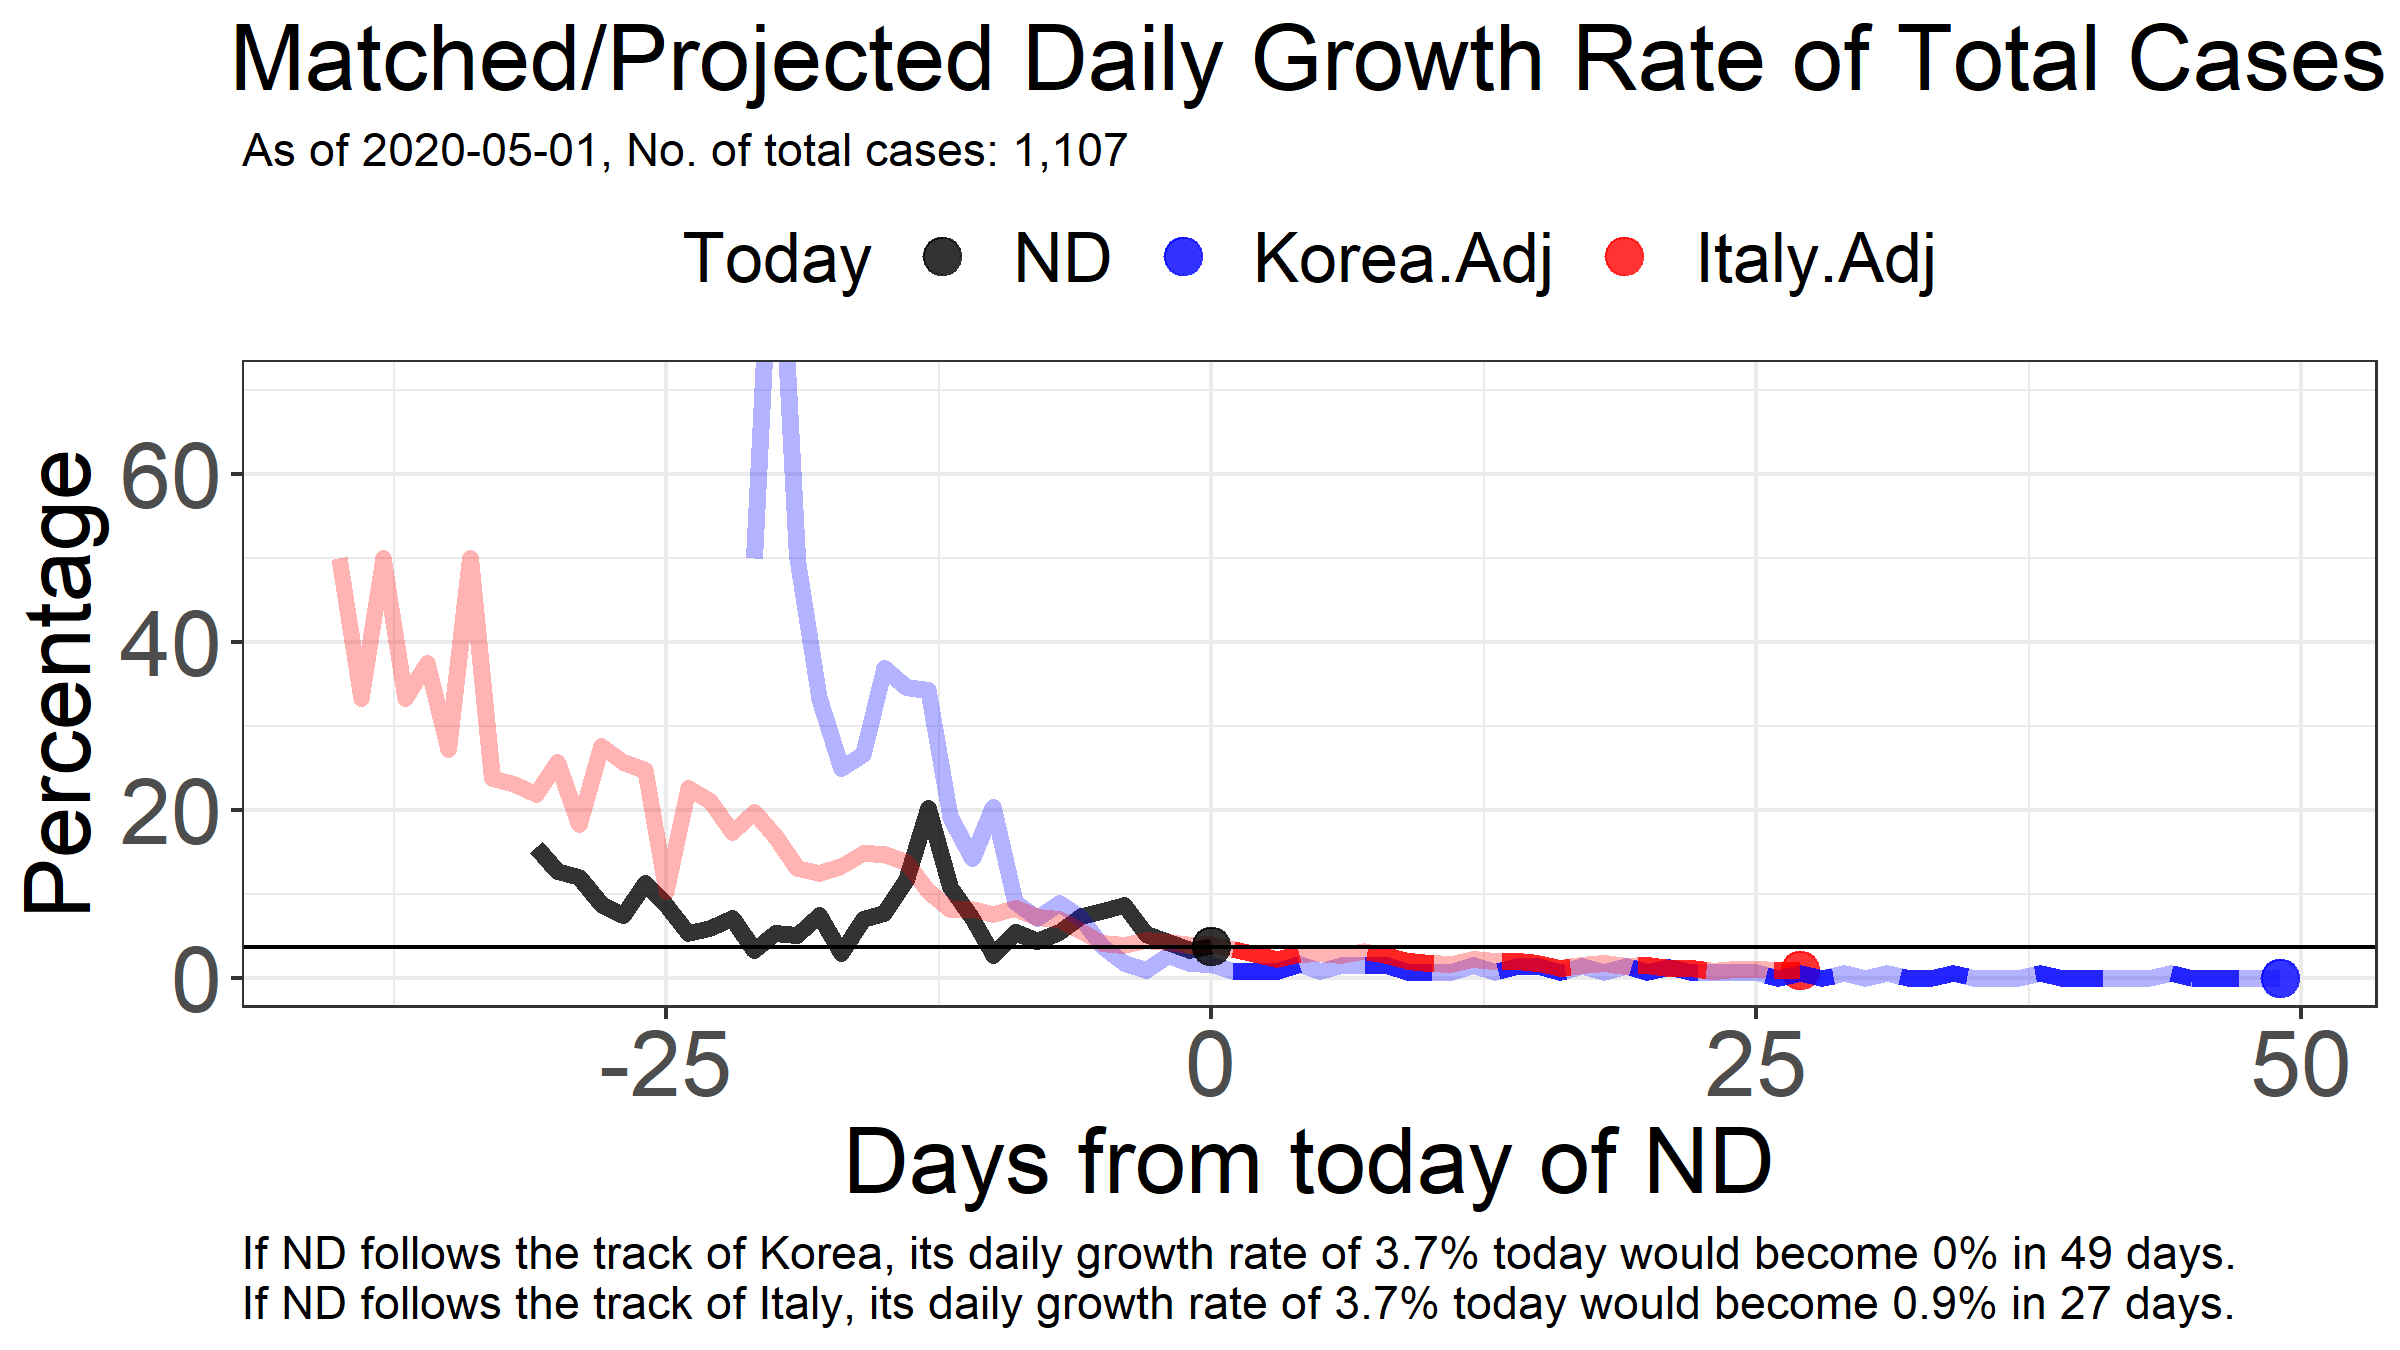 Matched/Projected Daily Growth Rate of Total Cases
As of 2020-05-01, No. of total cases: 1,107
Today ND Korea.Adj Italy.Adj
Percentage
60
40
20
0
-25 0 25 50
Days from today of ND
If ND follows the track of Korea, its daily growth rate of 3.7% today would become 0% in 49 days.
If ND follows the track of Italy, its daily growth rate of 3.7% today would become 0.9% in 27 days.